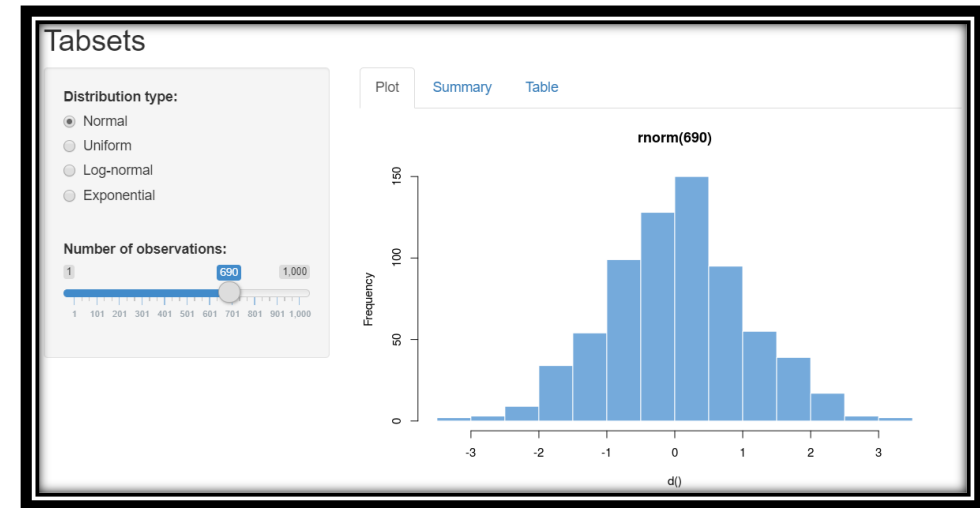 Tabsets
Distribution type:
Normal
Uniform
Log-normal
Exponential
Number of observations:
1 690 1,000
1 101 201 301 401 501 601 701 801 901 1,000
Plot Summary Table
rnorm(690)
Frequency
150
100
50
0
-3 -2 -1 0 1 2 3
d()